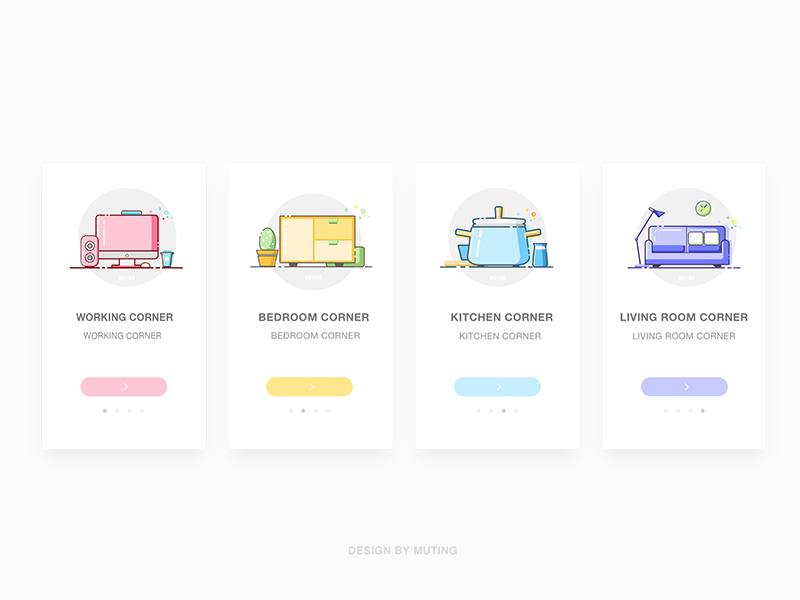 WORKING CORNER
WORKING CORNER
BEDROOM CORNER
BEDROOM CORNER
KITCHEN CORNER
KITCHEN CORNER
LIVING ROOM CORNER
LIVING ROOM CORNER
DESIGN BY MUTING